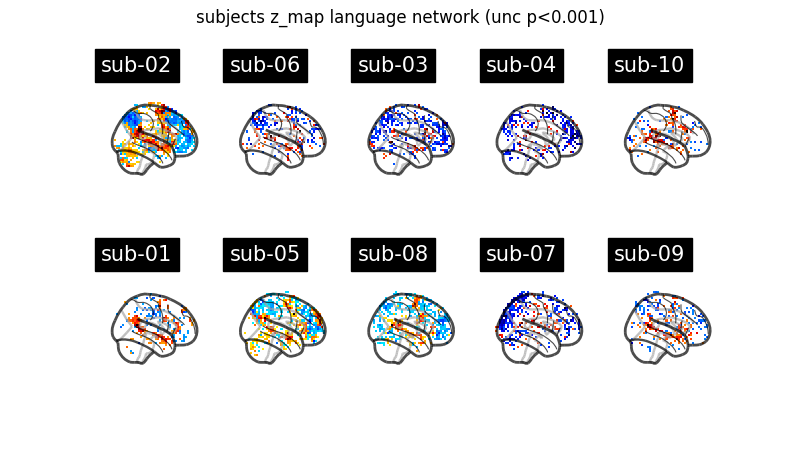 subjects z_map language network (unc p<0.001)
sub-02 sub-06 sub-03 sub-04 sub-10
sub-01 sub-05 sub-08 sub-07 sub-09